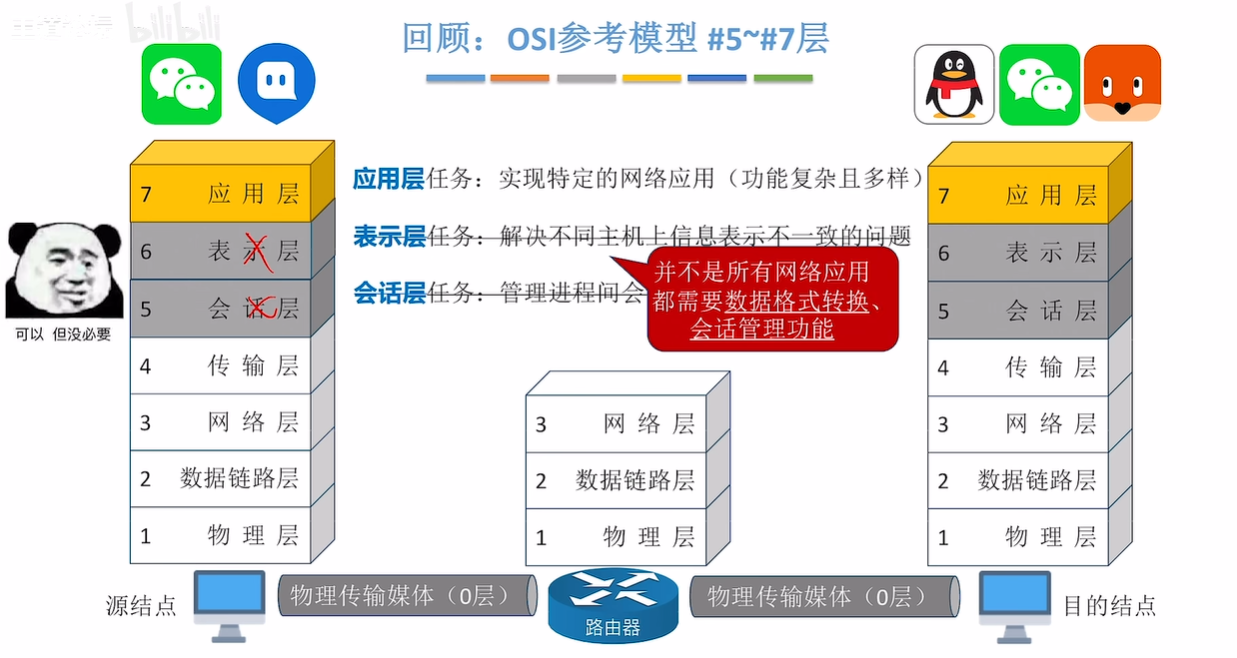 bilibili
回顾：OSI参考模型 #5~#7层
应用层任务：实现特定的网络应用（功能复杂且多样）
表示层任务：解决不同主机上信息表示不一致的问题
会话层任务：管理进程间会
并不是所有网络应用
都需要数据格式转换、
会话管理功能
7 应用层
6 表示层
5 会话层
4 传输层
3 网络层
2 数据链路层
1 物理层
可以 但没必要
3 网络层
2 数据链路层
1 物理层
7 应用层
6 表示层
5 会话层
4 传输层
3 网络层
2 数据链路层
1 物理层
源结点
物理传输媒体（0层）
路由器
物理传输媒体（0层）
目的结点